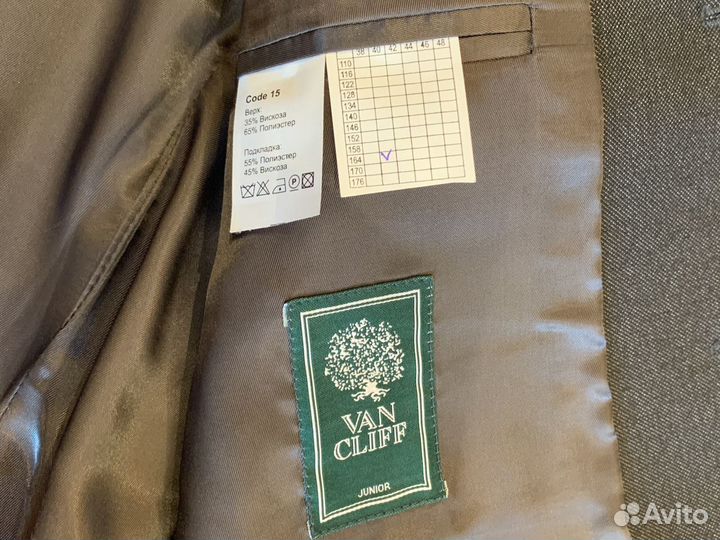 Code 15
Верх:
35% Вискоза
65% Полиэстер
Подкладка:
55% Полиэстер
45% Вискоза
P
38 40 42 44 46 48
110
116
122
128
134
140
146
152
158
164
170
176
VAN
CLIFF
JUNIOR
Avito